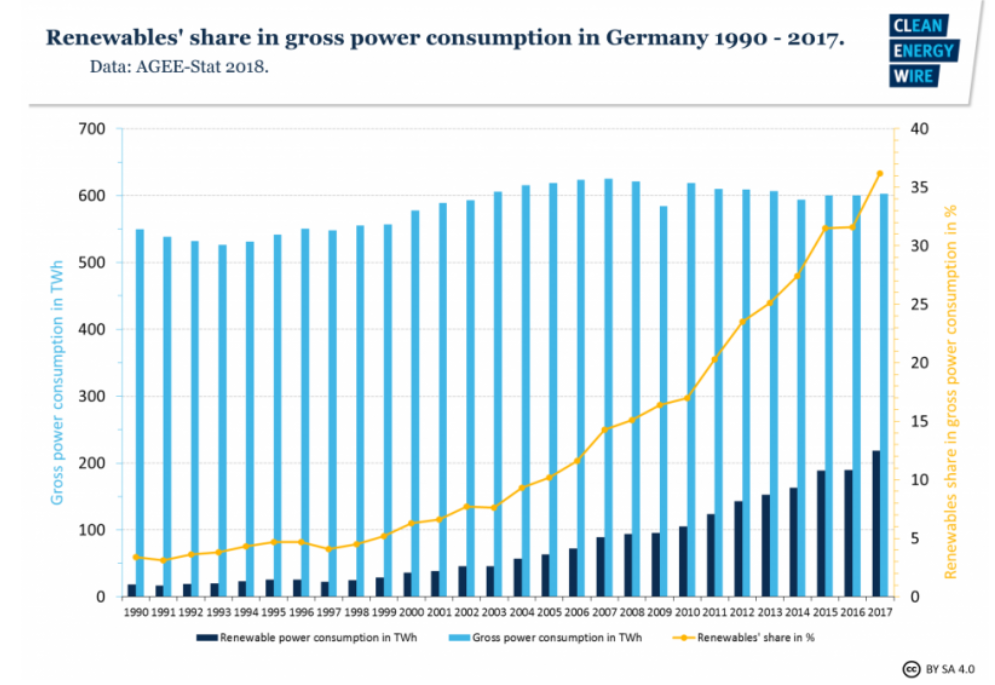 Renewables' share in gross power consumption in Germany 1990 - 2017.
Data: AGEE-Stat 2018.
CLEAN
ENERGY
WIRE
700
600
500
400
300
200
100
0
Gross power consumption in TWh
40
35
30
25
20
15
10
5
0
Renewables share in gross power consumption in %
1990 1991 1992 1993 1994 1995 1996 1997 1998 1999 2000 2001 2002 2003 2004 2005 2006 2007 2008 2009 2010 2011 2012 2013 2014 2015 2016 2017
Renewable power consumption in TWh Gross power consumption in TWh Renewables' share in %
cc BY SA 4.0